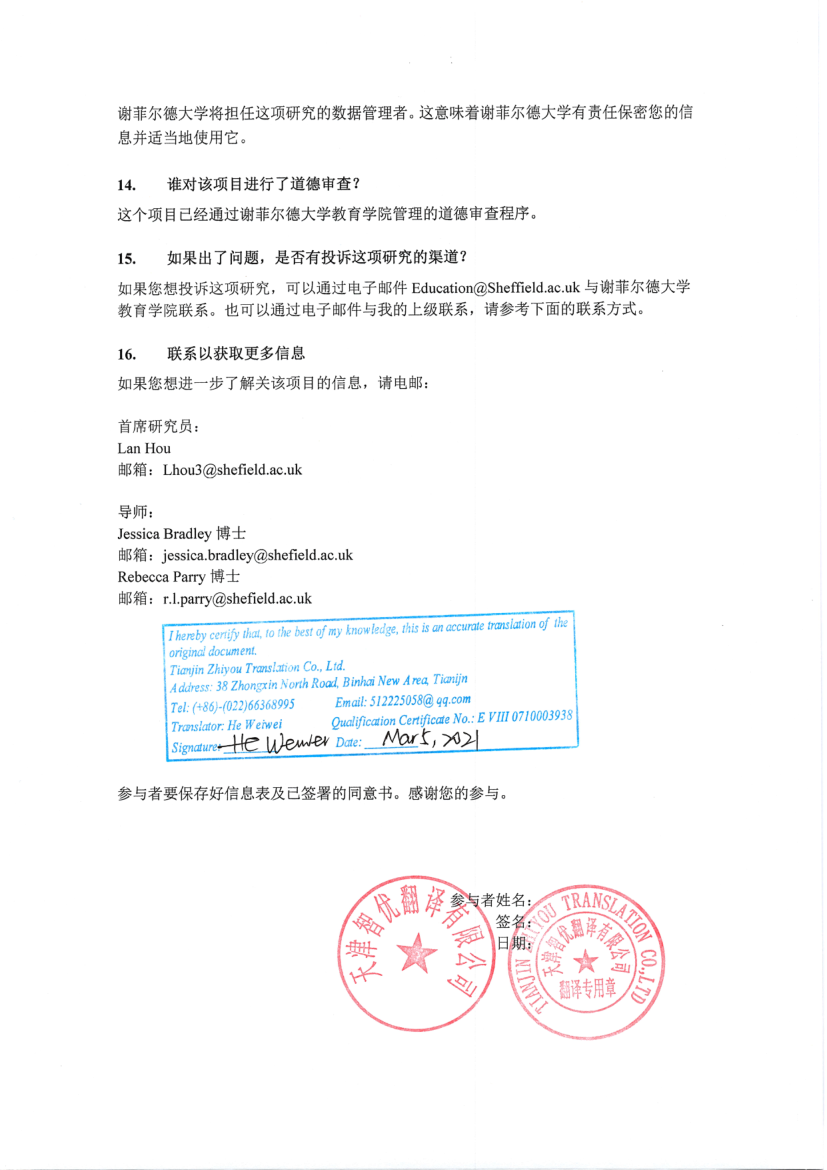 谢菲尔德大学将担任这项研究的数据管理者。这意味着谢菲尔德大学有责任保密您的信
息并适当地使用它。
14. 谁对该项目进行了道德审查？
这个项目已经通过谢菲尔德大学教育学院管理的道德审查程序。
15. 如果出了问题，是否有投诉这项研究的渠道？
如果您想投诉这项研究，可以通过电子邮件 Education@Sheffield.ac.uk 与谢菲尔德大学
教育学院联系。也可以通过电子邮件与我的上级联系，请参考下面的联系方式。
16. 联系以获取更多信息
如果您想进一步了解关该项目的信息，请电邮：
首席研究员：
Lan Hou
邮箱：Lhou3@shefield.ac.uk
导师：
Jessica Bradley 博士
邮箱：jessica.bradley@shefield.ac.uk
Rebecca Parry 博士
邮箱：r.l.parry@shefield.ac.uk
I hereby certify that, to the best of my knowledge, this is an accurate translation of the
original document.
Tianjin Zhiyou Translation Co., Ltd.
Address: 38 Zhongxin North Road, Binhai New Area, Tianijn
Tel: (+86)-(022)66368995 Email: 512225058@qq.com
Translator: He Weiwei Qualification Certificate No.: E VIII 0710003938
Signature: He Weiwei Date: Mar 5, 2021
参与者要保存好信息表及已签署的同意书。感谢您的参与。
参与者姓名：
签名：
日期：
天津智优翻译有限公司
TIANJIN ZHIYOU TRANSLATION CO.,LTD
天津智优翻译有限公司
翻译专用章